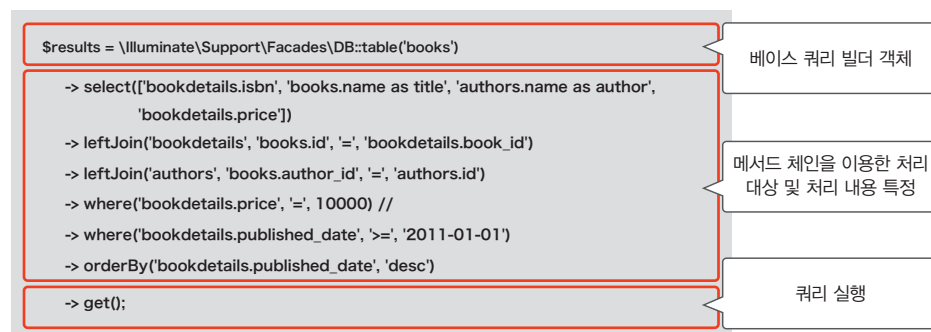 $results = \Illuminate\Support\Facades\DB::table('books')
베이스 쿼리 빌더 객체
-> select(['bookdetails.isbn', 'books.name as title', 'authors.name as author',
'bookdetails.price'])
-> leftJoin('bookdetails', 'books.id', '=', 'bookdetails.book_id')
-> leftJoin('authors', 'books.author_id', '=', 'authors.id')
-> where('bookdetails.price', '=', 10000) //
-> where('bookdetails.published_date', '>=', '2011-01-01')
-> orderBy('bookdetails.published_date', 'desc')
메서드 체인을 이용한 처리
대상 및 처리 내용 특정
-> get();
쿼리 실행